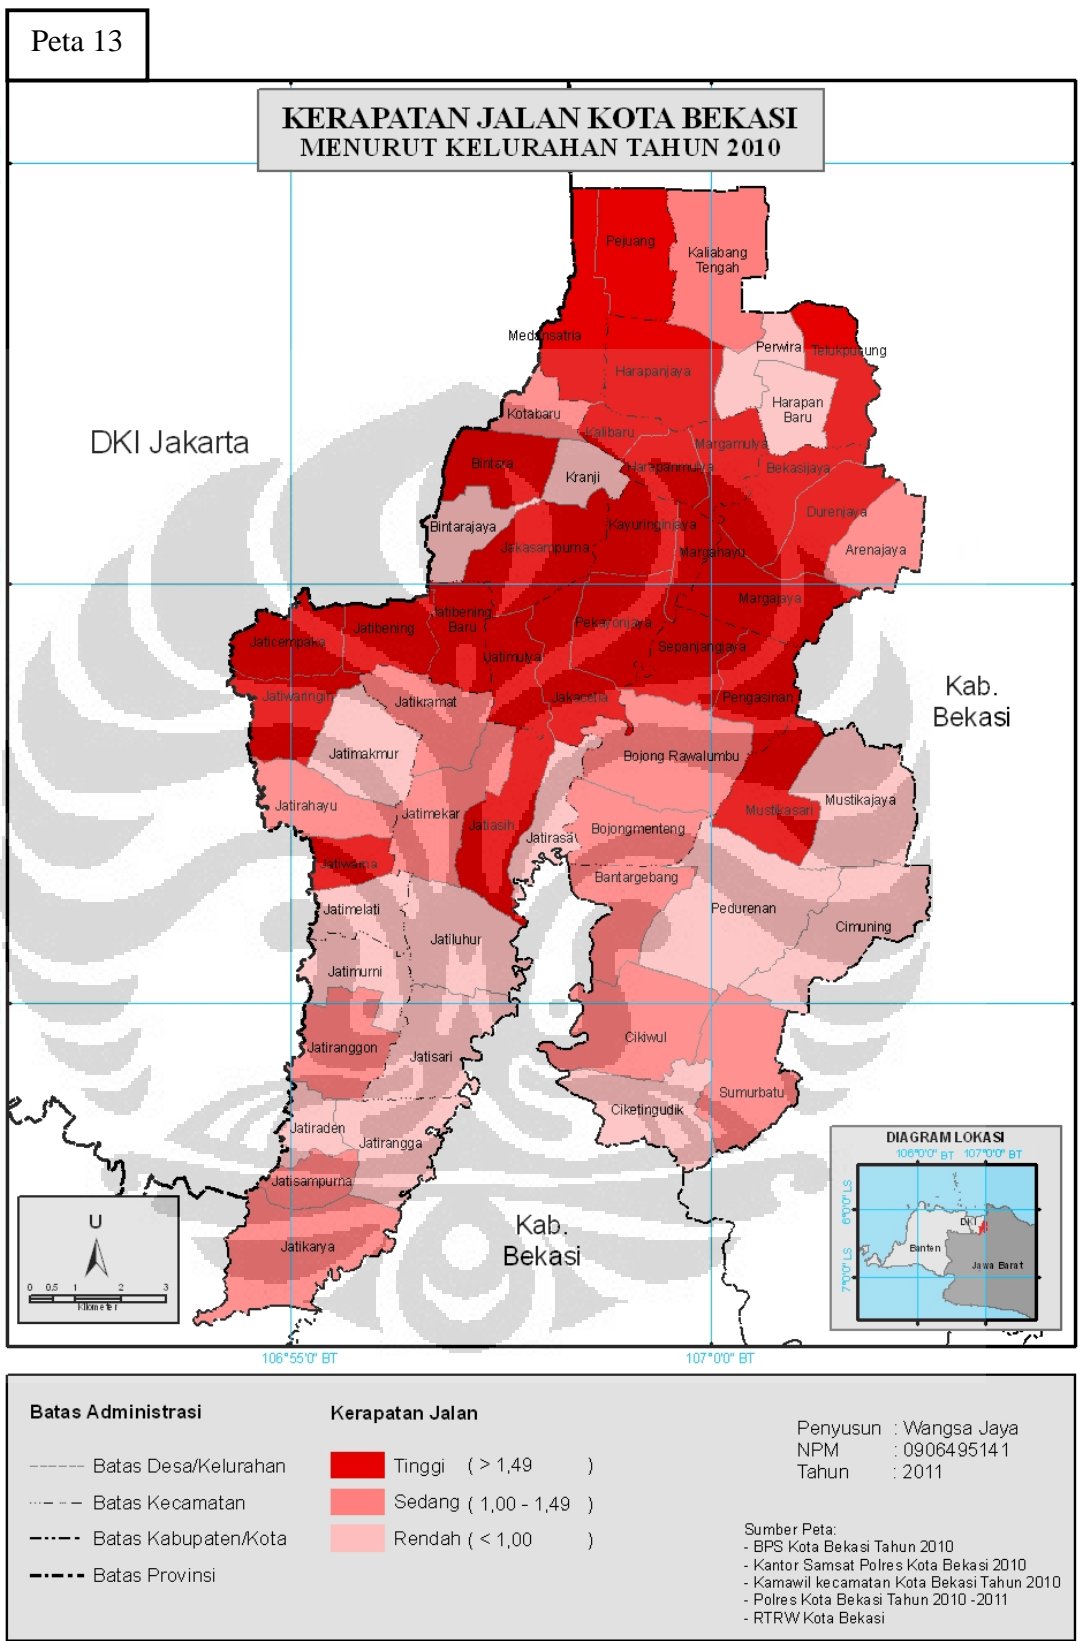 Peta 13
KERAPATAN JALAN KOTA BEKASI
MENURUT KELURAHAN TAHUN 2010
Pejuang
Kaliabang
Tengah
Medansatria
Perwira
Telukpucung
Harapanjaya
Harapan
Baru
Kotabaru
Kalibaru
DKI Jakarta
Margamulya
Bintara
Harapanmulya
Bekasijaya
Kranji
Durenjaya
Bintarajaya
Kayuringinjaya
Jakasampurna
Margahayu
Arenajaya
Margajaya
Jatibening
Baru
Pekayonjaya
Jatibening
Jaticempaka
Sepanjangjaya
Jatimulya
Kab.
Bekasi
Jatiwaringin
Jatikramat
Jakacetia
Pengasinan
Jatimakmur
Bojong Rawalumbu
Mustikajaya
Jatirahayu
Jatimekar
Jatiasih
Mustikasari
Jatirasa
Bojongmenteng
Jatiwarna
Bantargebang
Jatimelati
Pedurenan
Jatiluhur
Cimuning
Jatimurni
Jatiranggon
Jatisari
Cikiwul
Sumurbatu
Ciketingudik
Jatiraden
Jatirangga
Jatisampurna
Jatikarya
Kab.
Bekasi
U
0 0,5 1 2 3
Kilometer
DIAGRAM LOKASI
106°0'0" BT 107°0'0" BT
6°0'0" LS
7°0'0" LS
DKI
Banten
Jawa Barat
106°55'0" BT 107°0'0" BT
Batas Administrasi
Batas Desa/Kelurahan
Batas Kecamatan
Batas Kabupaten/Kota
Batas Provinsi
Kerapatan Jalan
Tinggi ( > 1,49 )
Sedang ( 1,00 - 1,49 )
Rendah ( < 1,00 )
Penyusun : Wangsa Jaya
NPM : 0906495141
Tahun : 2011
Sumber Peta:
- BPS Kota Bekasi Tahun 2010
- Kantor Samsat Polres Kota Bekasi 2010
- Kamawil kecamatan Kota Bekasi Tahun 2010
- Polres Kota Bekasi Tahun 2010 -2011
- RTRW Kota Bekasi